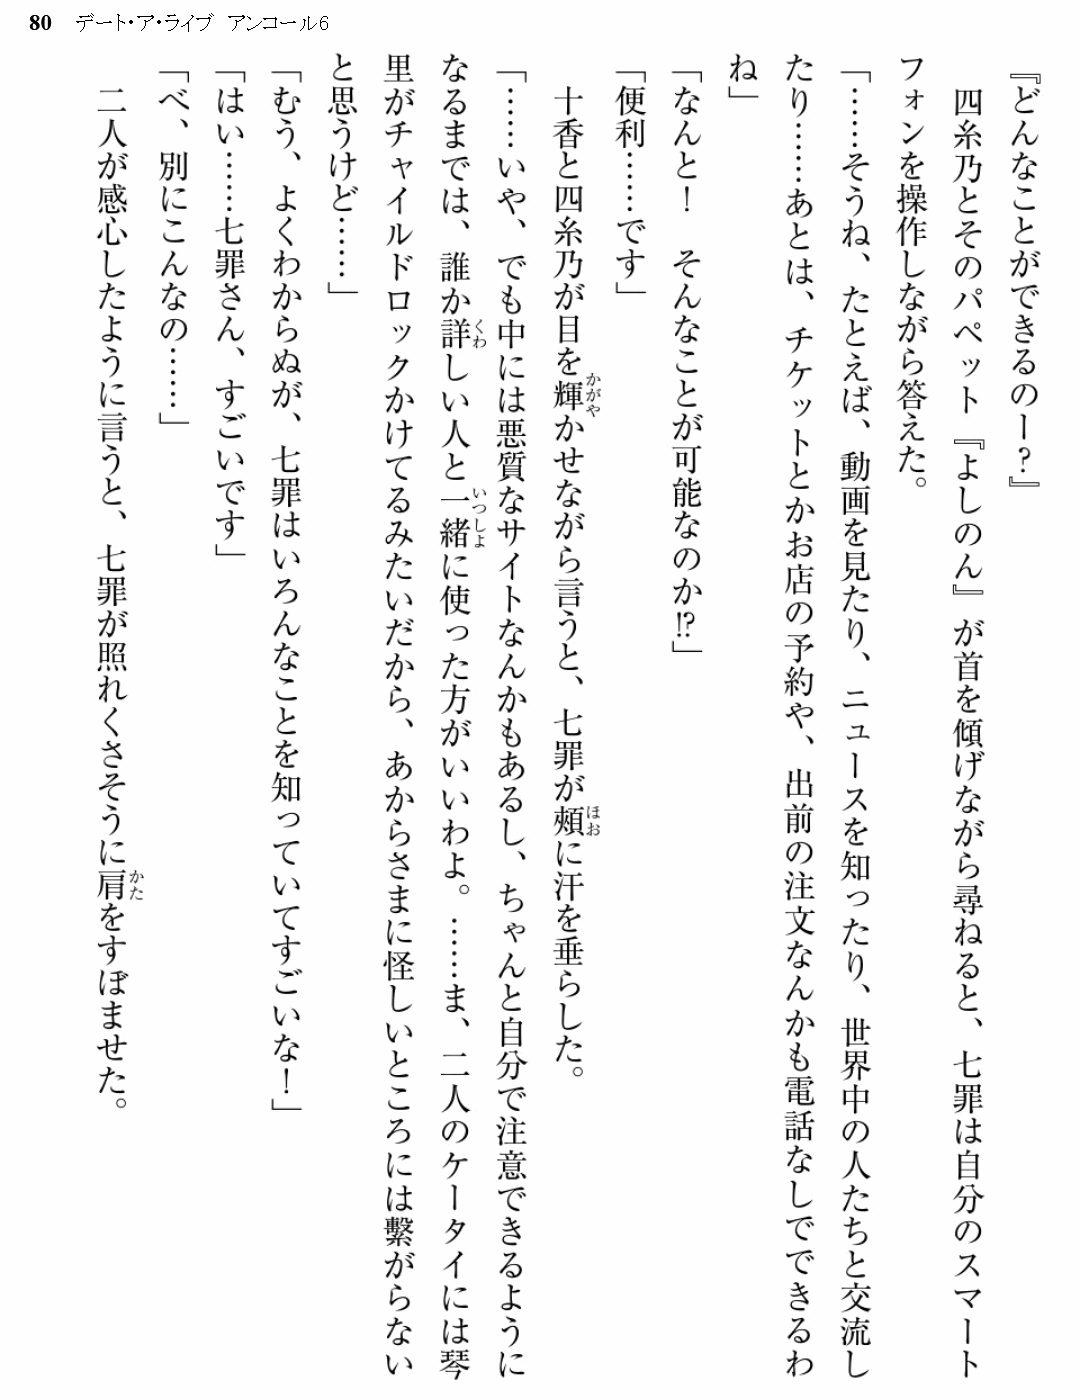 80 デート・ア・ライブ アンコール6
『どんなことができるのー？』
　四糸乃とそのパペット『よしのん』が首を傾げながら尋ねると、七罪は自分のスマート
フォンを操作しながら答えた。
「……そうね、たとえば、動画を見たり、ニュースを知ったり、世界中の人たちと交流し
たり……あとは、チケットとかお店の予約や、出前の注文なんかも電話なしでできるわ
ね」
「なんと！　そんなことが可能なのか⁉」
「便利……です」
　十香と四糸乃が目を輝かせながら言うと、七罪が頰に汗を垂らした。
「……いや、でも中には悪質なサイトなんかもあるし、ちゃんと自分で注意できるように
なるまでは、誰か詳しい人と一緒に使った方がいいわよ。……ま、二人のケータイには琴
里がチャイルドロックかけてるみたいだから、あからさまに怪しいところには繫がらない
と思うけど……」
「むう、よくわからぬが、七罪はいろんなことを知っていてすごいな！」
「はい……七罪さん、すごいです」
「べ、別にこんなの……」
　二人が感心したように言うと、七罪が照れくさそうに肩をすぼませた。